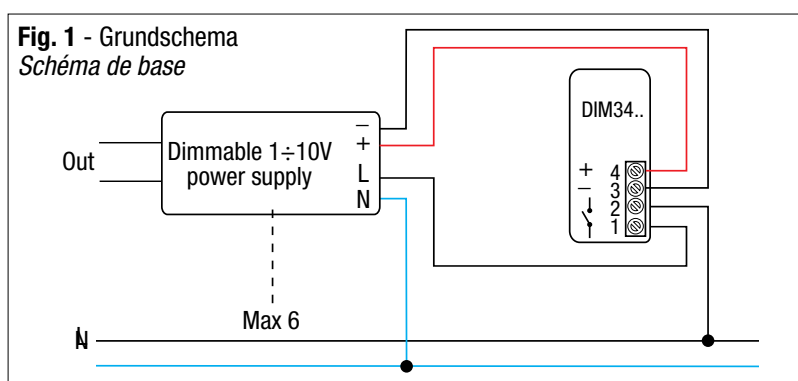 Fig. 1 - Grundschema
Schéma de base
DIM34..
Out
Dimmable 1÷10V
power supply
−
+
L
N
+ 4
− 3
2
1
Max 6
L
N